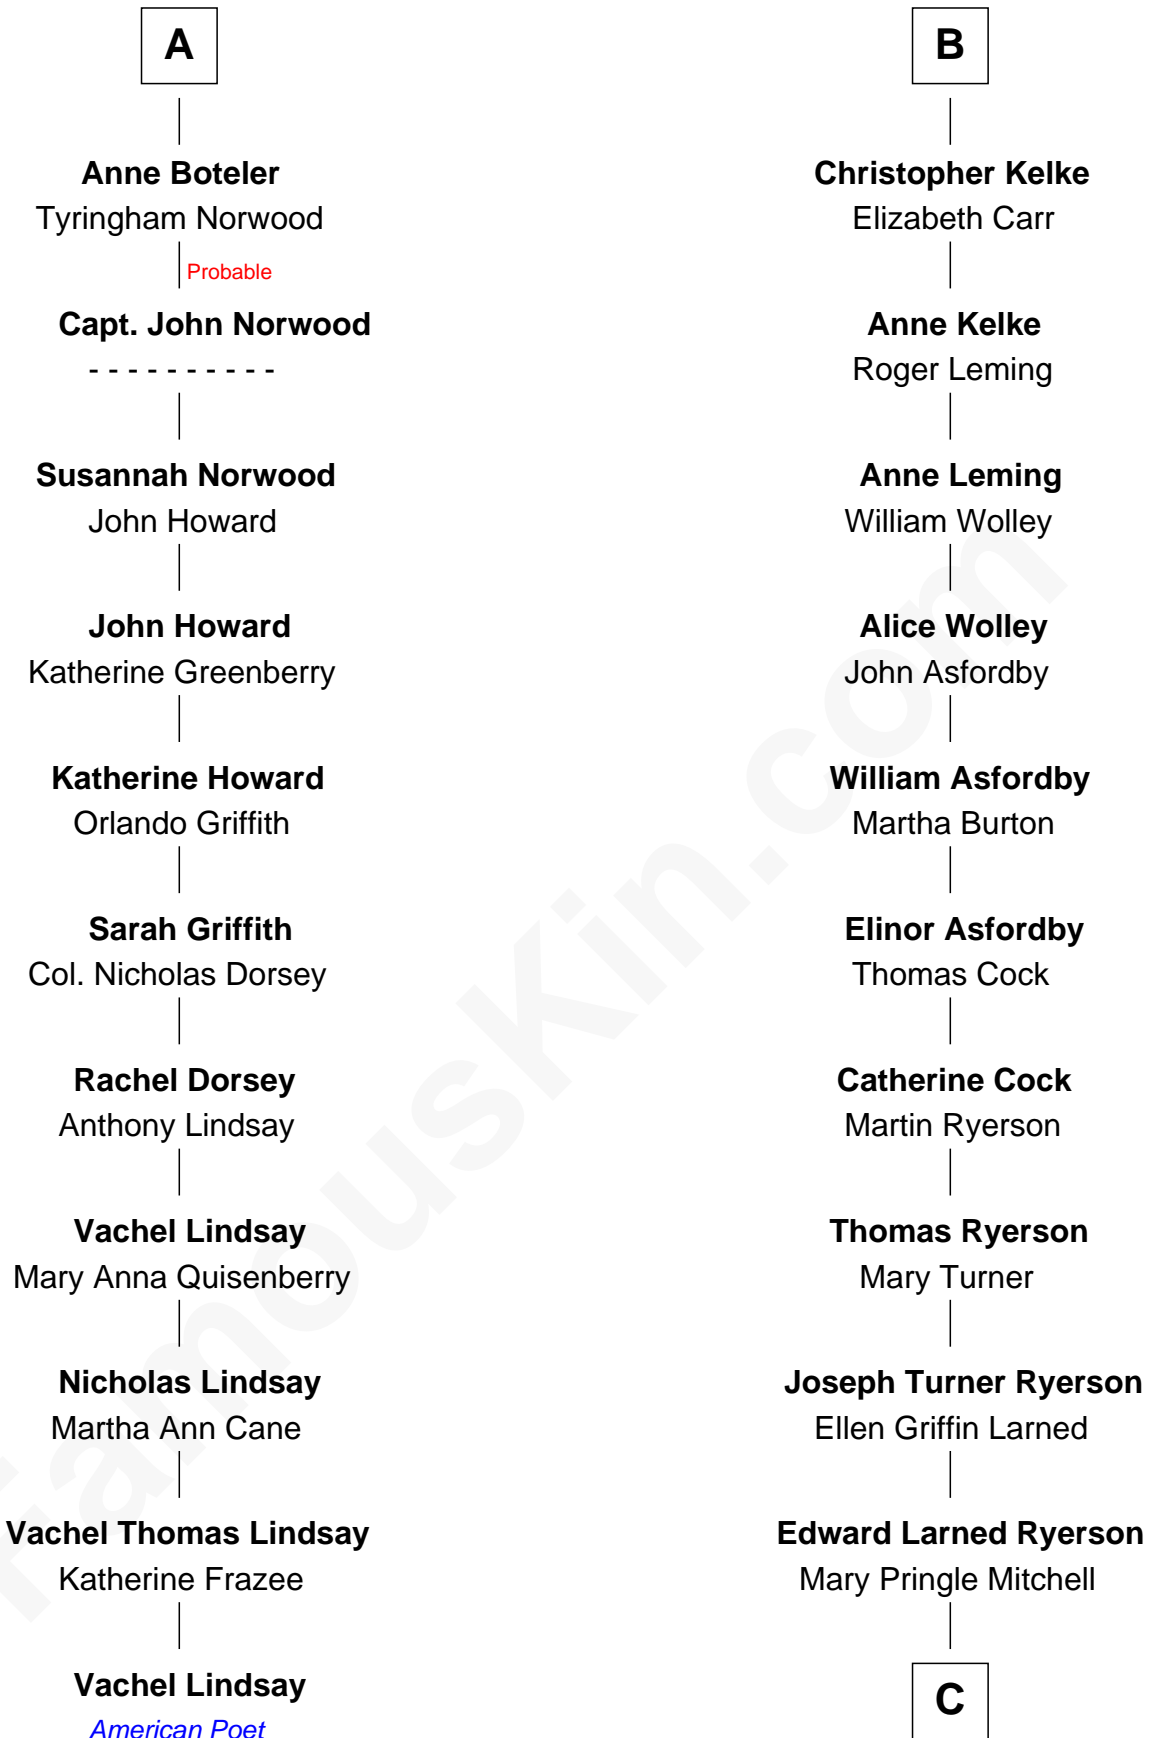 A
Anne Boteler
Tyringham Norwood
Probable
Capt. John Norwood
- - - - - - - - - -
Susannah Norwood
John Howard
John Howard
Katherine Greenberry
Katherine Howard
Orlando Griffith
Sarah Griffith
Col. Nicholas Dorsey
Rachel Dorsey
Anthony Lindsay
Vachel Lindsay
Mary Anna Quisenberry
Nicholas Lindsay
Martha Ann Cane
Vachel Thomas Lindsay
Katherine Frazee
Vachel Lindsay
American Poet
B
Christopher Kelke
Elizabeth Carr
Anne Kelke
Roger Leming
Anne Leming
William Wolley
Alice Wolley
John Asfordby
William Asfordby
Martha Burton
Elinor Asfordby
Thomas Cock
Catherine Cock
Martin Ryerson
Thomas Ryerson
Mary Turner
Joseph Turner Ryerson
Ellen Griffin Larned
Edward Larned Ryerson
Mary Pringle Mitchell
C
FamousKin.com